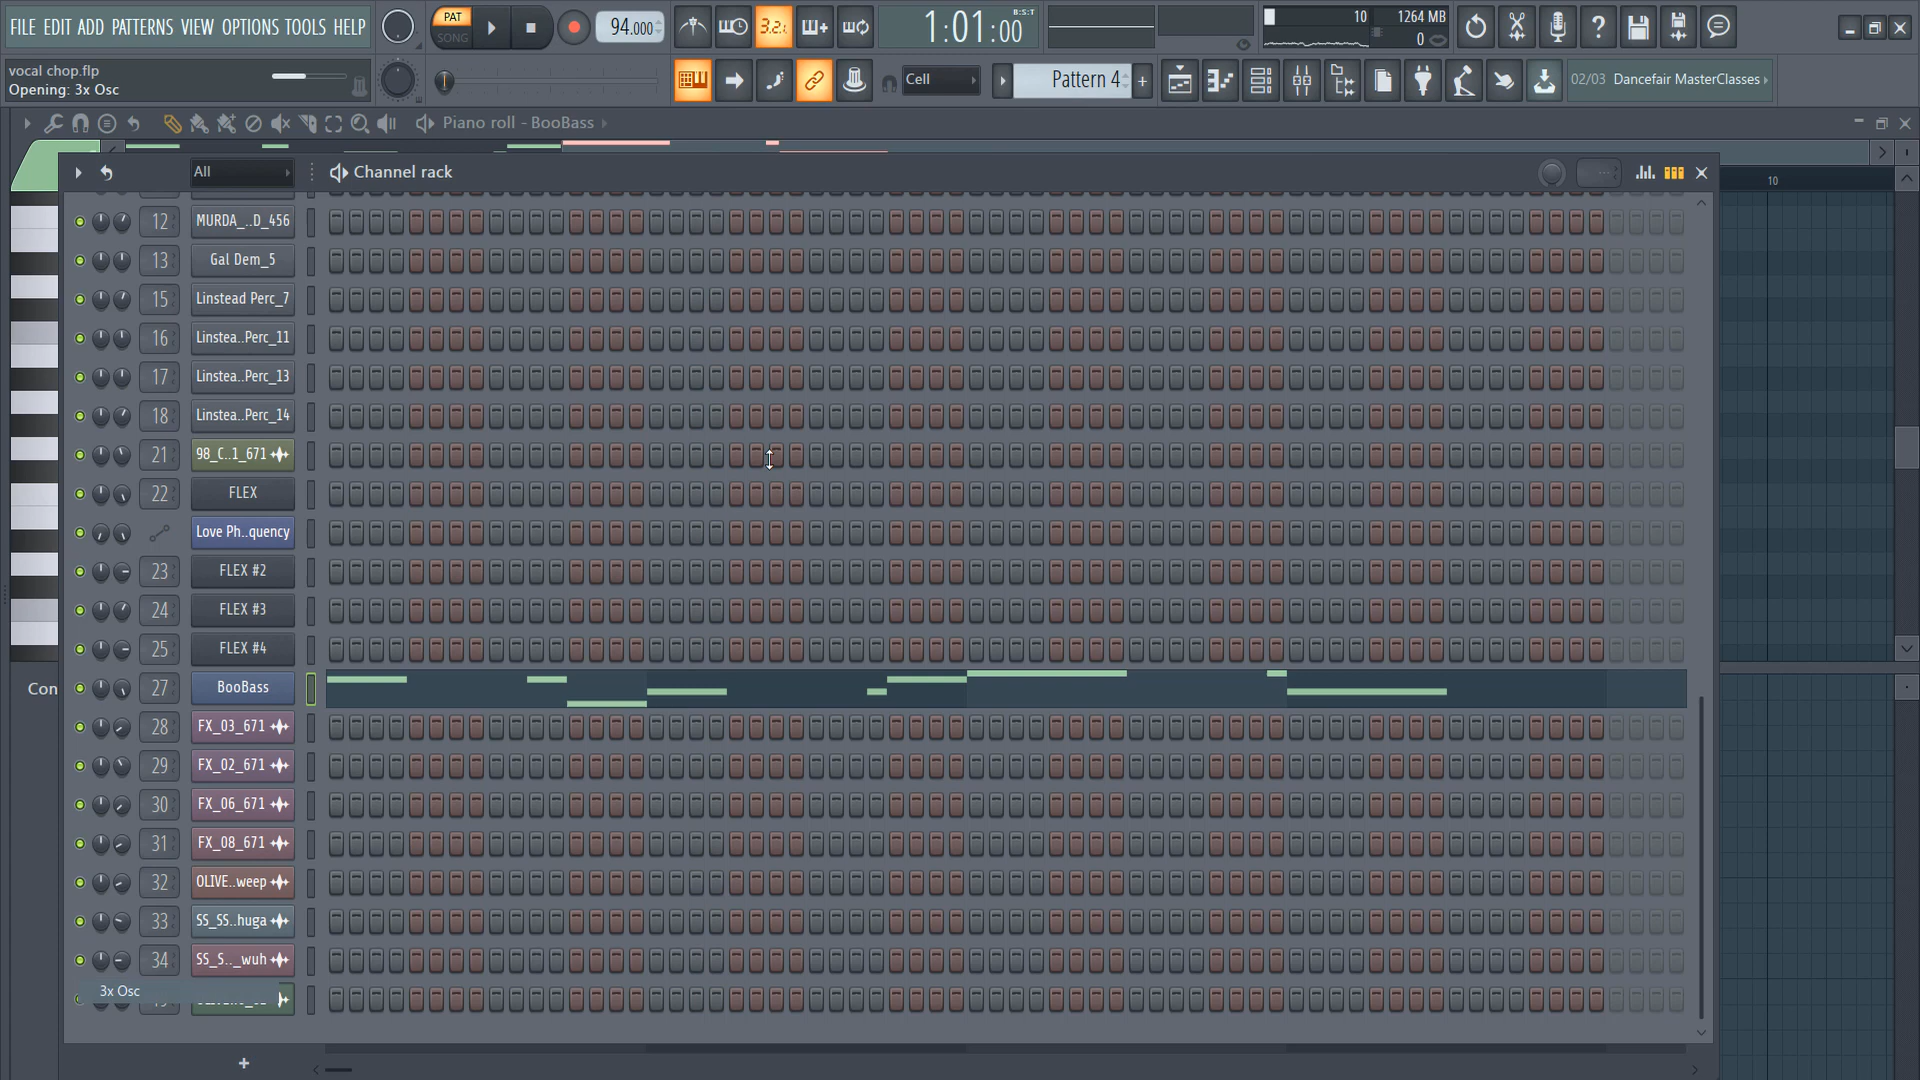 FILE EDIT ADD PATTERNS VIEW OPTIONS TOOLS HELP
PAT
SONG
94.000
3.2.
1:01:00
B:S:T
10
1264 MB
0
vocal chop.flp
Opening: 3x Osc
Cell
Pattern 4
02/03 Dancefair MasterClasses
Piano roll - BooBass
All
Channel rack
10
12 MURDA_..D_456
13 Gal Dem_5
15 Linstead Perc_7
16 Linstea..Perc_11
17 Linstea..Perc_13
18 Linstea..Perc_14
21 98_C..1_671
22 FLEX
Love Ph..quency
23 FLEX #2
24 FLEX #3
25 FLEX #4
27 BooBass
Con
28 FX_03_671
29 FX_02_671
30 FX_06_671
31 FX_08_671
32 OLIVE..weep
33 SS_SS..huga
34 SS_S.._wuh
3x Osc